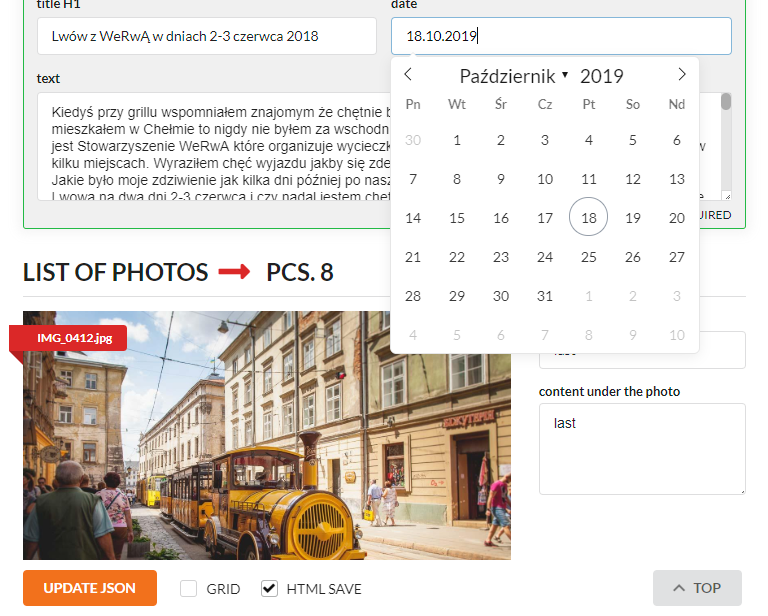 title H1
date
Lwów z WeRwĄ w dniach 2-3 czerwca 2018
18.10.2019
text
Kiedyś przy grillu wspomniałem znajomym że chętnie
mieszkałem w Chełmie to nigdy nie byłem za wschodn
jest Stowarzyszenie WeRwA które organizuje wycieczk
kilku miejscach. Wyraziłem chęć wyjazdu jakby się zde
Jakie było moje zdziwienie jak kilka dni później po nasz
Lwowa na dwa dni 2-3 czerwca i czy nadal jestem chęt
Październik 2019
Pn Wt Śr Cz Pt So Nd
30 1 2 3 4 5 6
7 8 9 10 11 12 13
14 15 16 17 18 19 20
21 22 23 24 25 26 27
28 29 30 31 1 2 3
4 5 6 7 8 9 10
UIRED
LIST OF PHOTOS PCS. 8
IMG_0412.jpg
last
content under the photo
last
UPDATE JSON
GRID
HTML SAVE
TOP